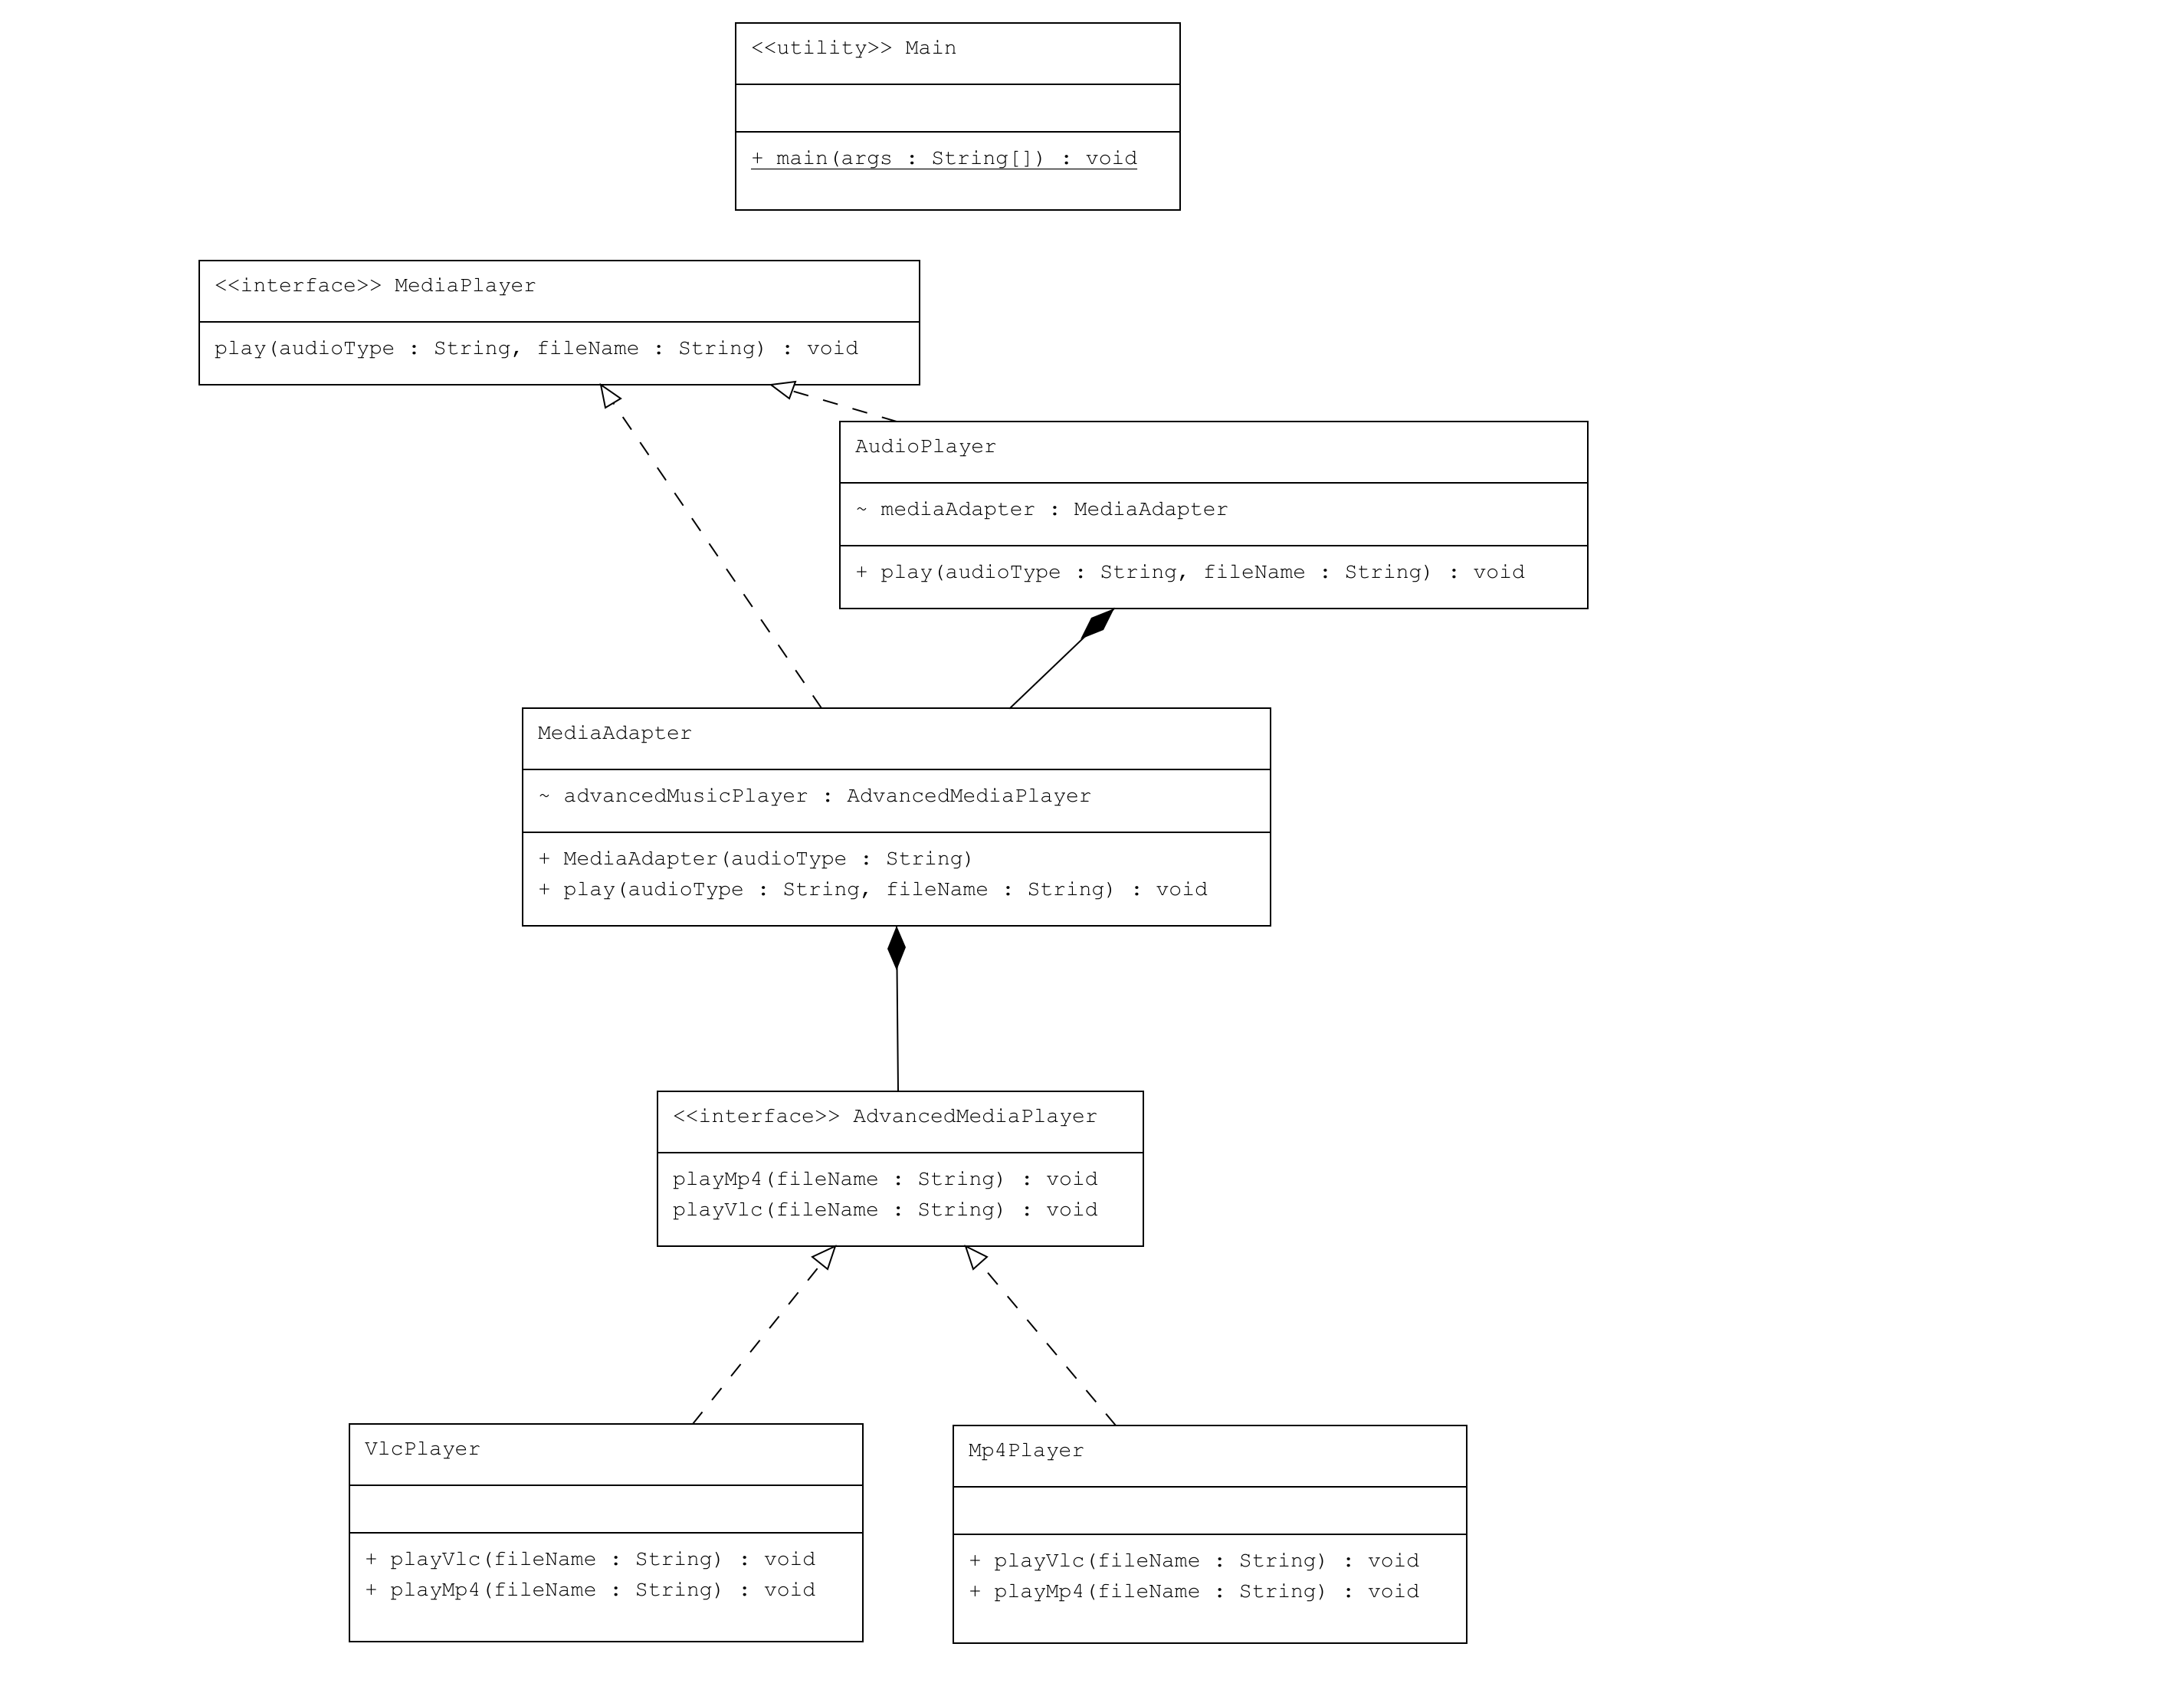 <<utility>> Main
+ main(args : String[]) : void
<<interface>> MediaPlayer
play(audioType : String, fileName : String) : void
AudioPlayer
~ mediaAdapter : MediaAdapter
+ play(audioType : String, fileName : String) : void
MediaAdapter
~ advancedMusicPlayer : AdvancedMediaPlayer
+ MediaAdapter(audioType : String)
+ play(audioType : String, fileName : String) : void
<<interface>> AdvancedMediaPlayer
playMp4(fileName : String) : void
playVlc(fileName : String) : void
VlcPlayer
+ playVlc(fileName : String) : void
+ playMp4(fileName : String) : void
Mp4Player
+ playVlc(fileName : String) : void
+ playMp4(fileName : String) : void